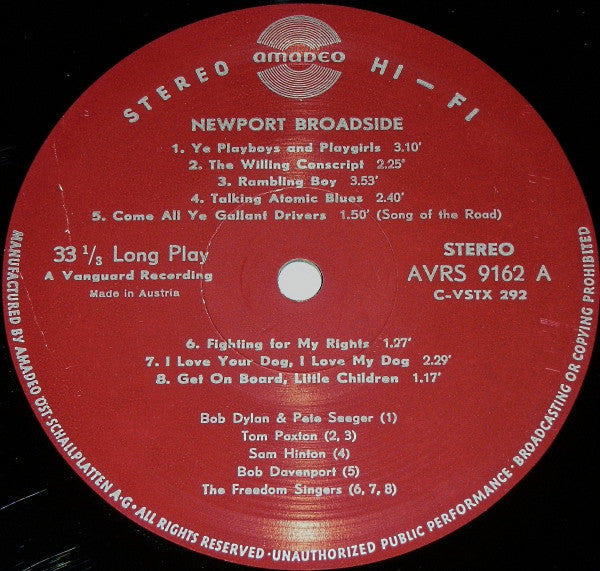 STEREO HI-FI
amadeo
NEWPORT BROADSIDE
1. Ye Playboys and Playgirls 3.10'
2. The Willing Conscript 2.25'
3. Rambling Boy 3.53'
4. Talking Atomic Blues 2.40'
5. Come All Ye Gallant Drivers 1.50' (Song of the Road)
33 1/3 Long Play
A Vanguard Recording
Made in Austria
STEREO
AVRS 9162 A
C-VSTX 292
6. Fighting for My Rights 1.27'
7. I Love Your Dog, I Love My Dog 2.29'
8. Get On Board, Little Children 1.17'
Bob Dylan & Pete Seeger (1)
Tom Paxton (2, 3)
Sam Hinton (4)
Bob Davenport (5)
The Freedom Singers (6, 7, 8)
MANUFACTURED BY AMADEO ÖST. SCHALLPLATTEN A·G · ALL RIGHTS RESERVED · UNAUTHORIZED PUBLIC PERFORMANCE · BROADCASTING OR COPYING PROHIBITED